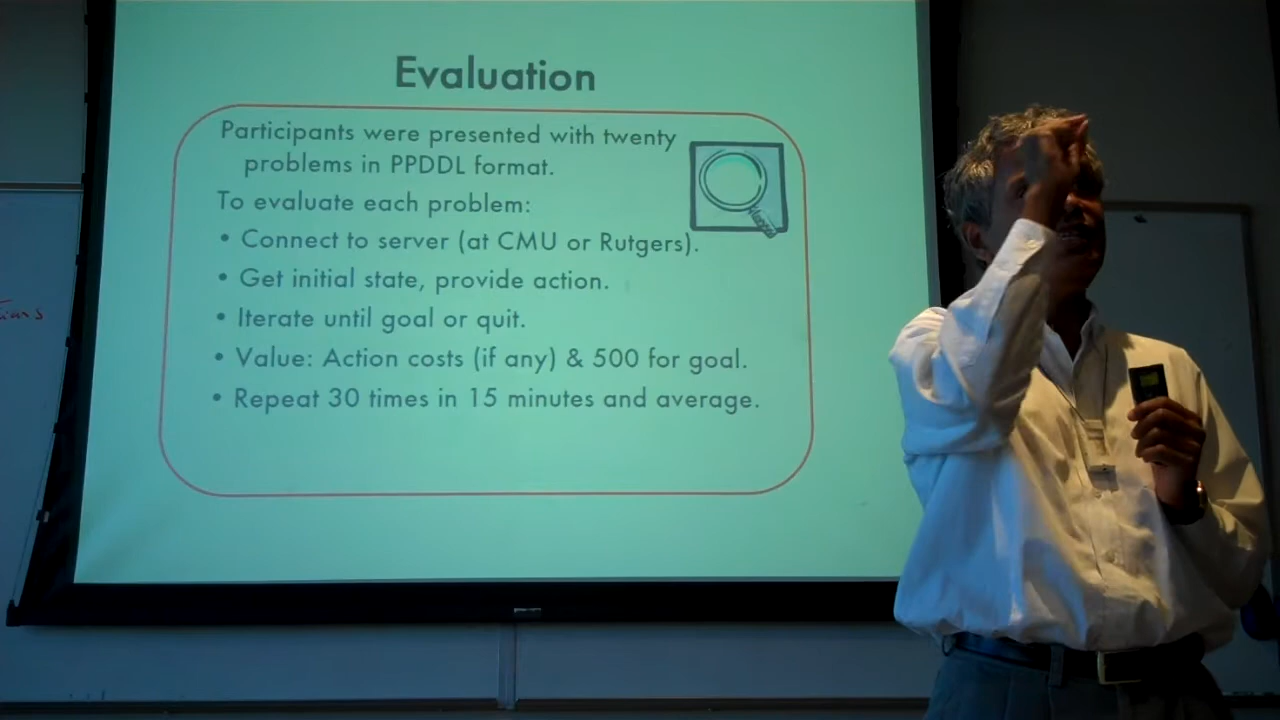 Evaluation
Participants were presented with twenty
problems in PPDDL format.
To evaluate each problem:
• Connect to server (at CMU or Rutgers).
• Get initial state, provide action.
• Iterate until goal or quit.
• Value: Action costs (if any) & 500 for goal.
• Repeat 30 times in 15 minutes and average.